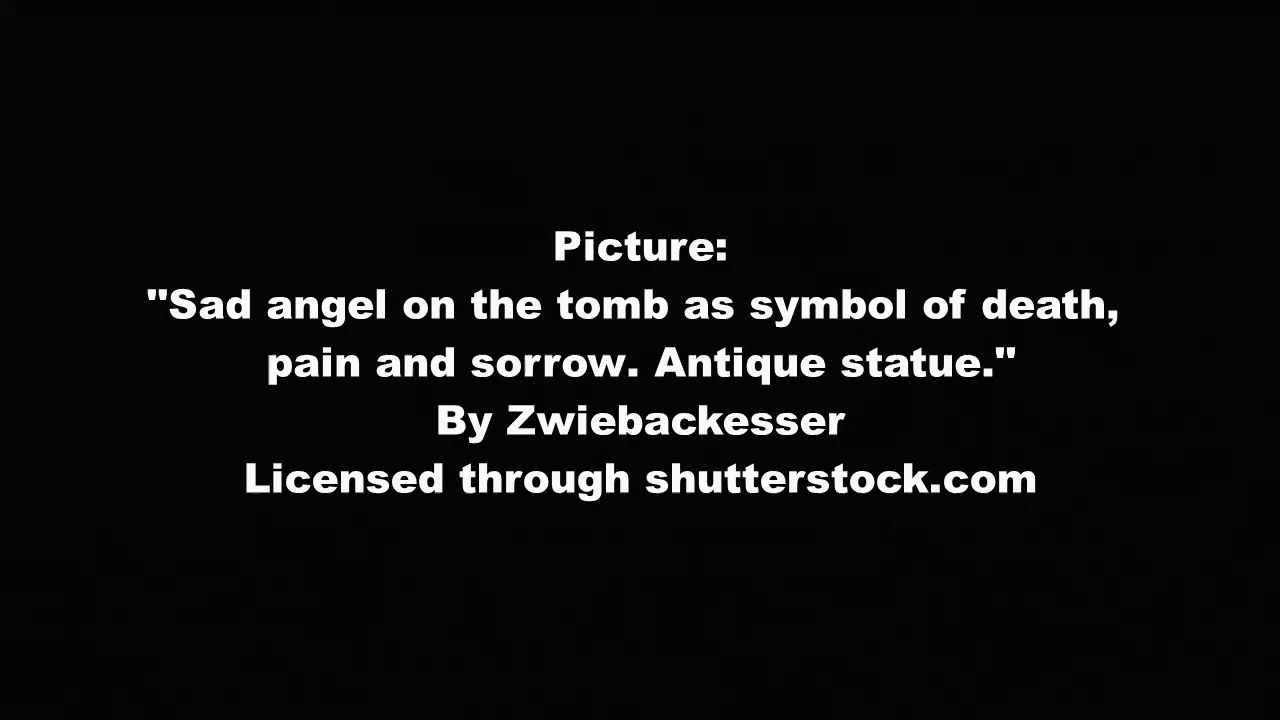 Picture:
"Sad angel on the tomb as symbol of death,
pain and sorrow. Antique statue."
By Zwiebackesser
Licensed through shutterstock.com